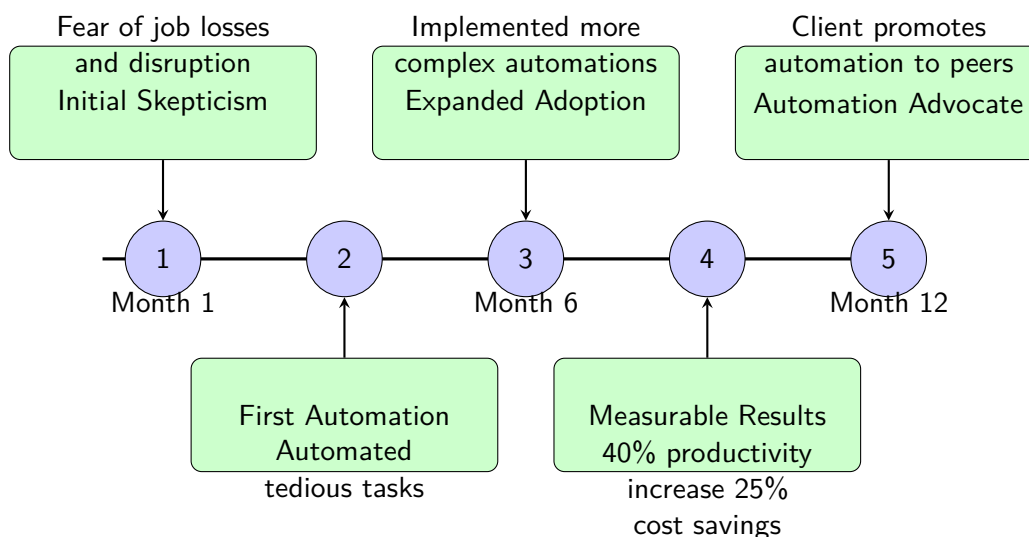 Fear of job losses
and disruption
Initial Skepticism
Implemented more
complex automations
Expanded Adoption
Client promotes
automation to peers
Automation Advocate
1
2
3
4
5
Month 1
Month 6
Month 12
First Automation
Automated
tedious tasks
Measurable Results
40% productivity
increase 25%
cost savings